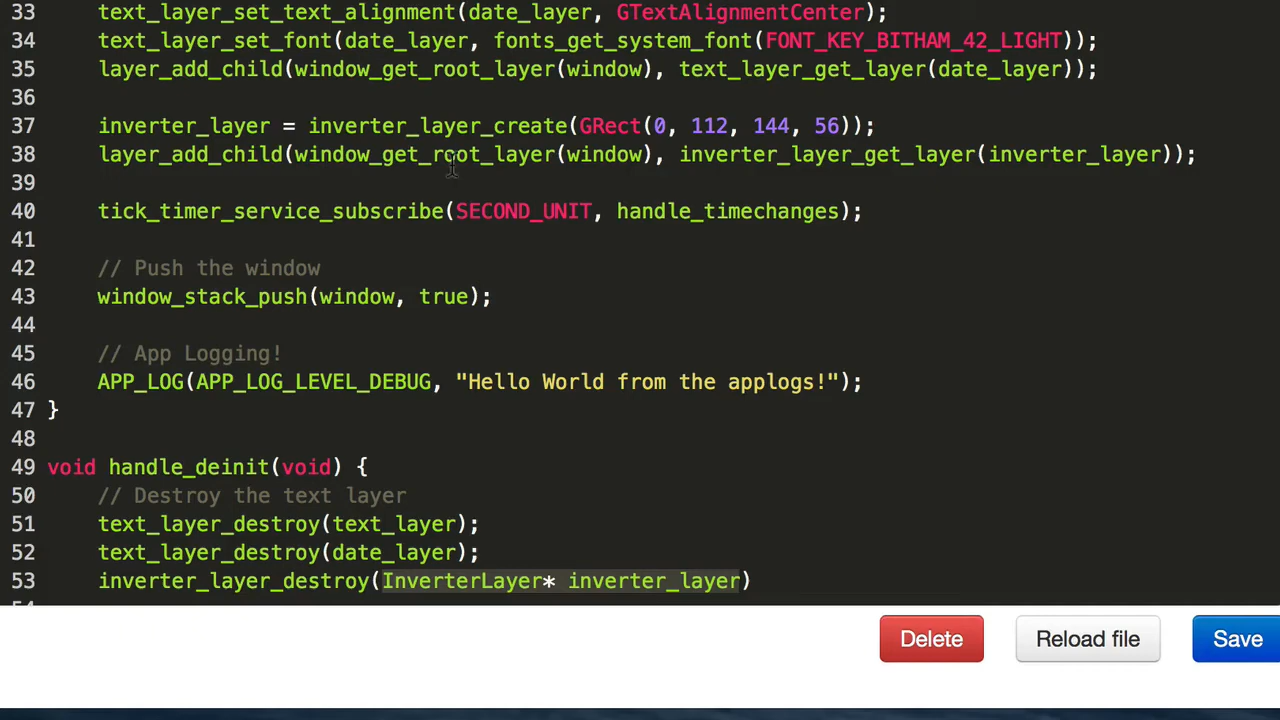 33 text_layer_set_text_alignment(date_layer, GTextAlignmentCenter);
34 text_layer_set_font(date_layer, fonts_get_system_font(FONT_KEY_BITHAM_42_LIGHT));
35 layer_add_child(window_get_root_layer(window), text_layer_get_layer(date_layer));
36
37 inverter_layer = inverter_layer_create(GRect(0, 112, 144, 56));
38 layer_add_child(window_get_root_layer(window), inverter_layer_get_layer(inverter_layer));
39
40 tick_timer_service_subscribe(SECOND_UNIT, handle_timechanges);
41
42 // Push the window
43 window_stack_push(window, true);
44
45 // App Logging!
46 APP_LOG(APP_LOG_LEVEL_DEBUG, "Hello World from the applogs!");
47 }
48
49 void handle_deinit(void) {
50 // Destroy the text layer
51 text_layer_destroy(text_layer);
52 text_layer_destroy(date_layer);
53 inverter_layer_destroy(InverterLayer* inverter_layer)
Delete Reload file Save